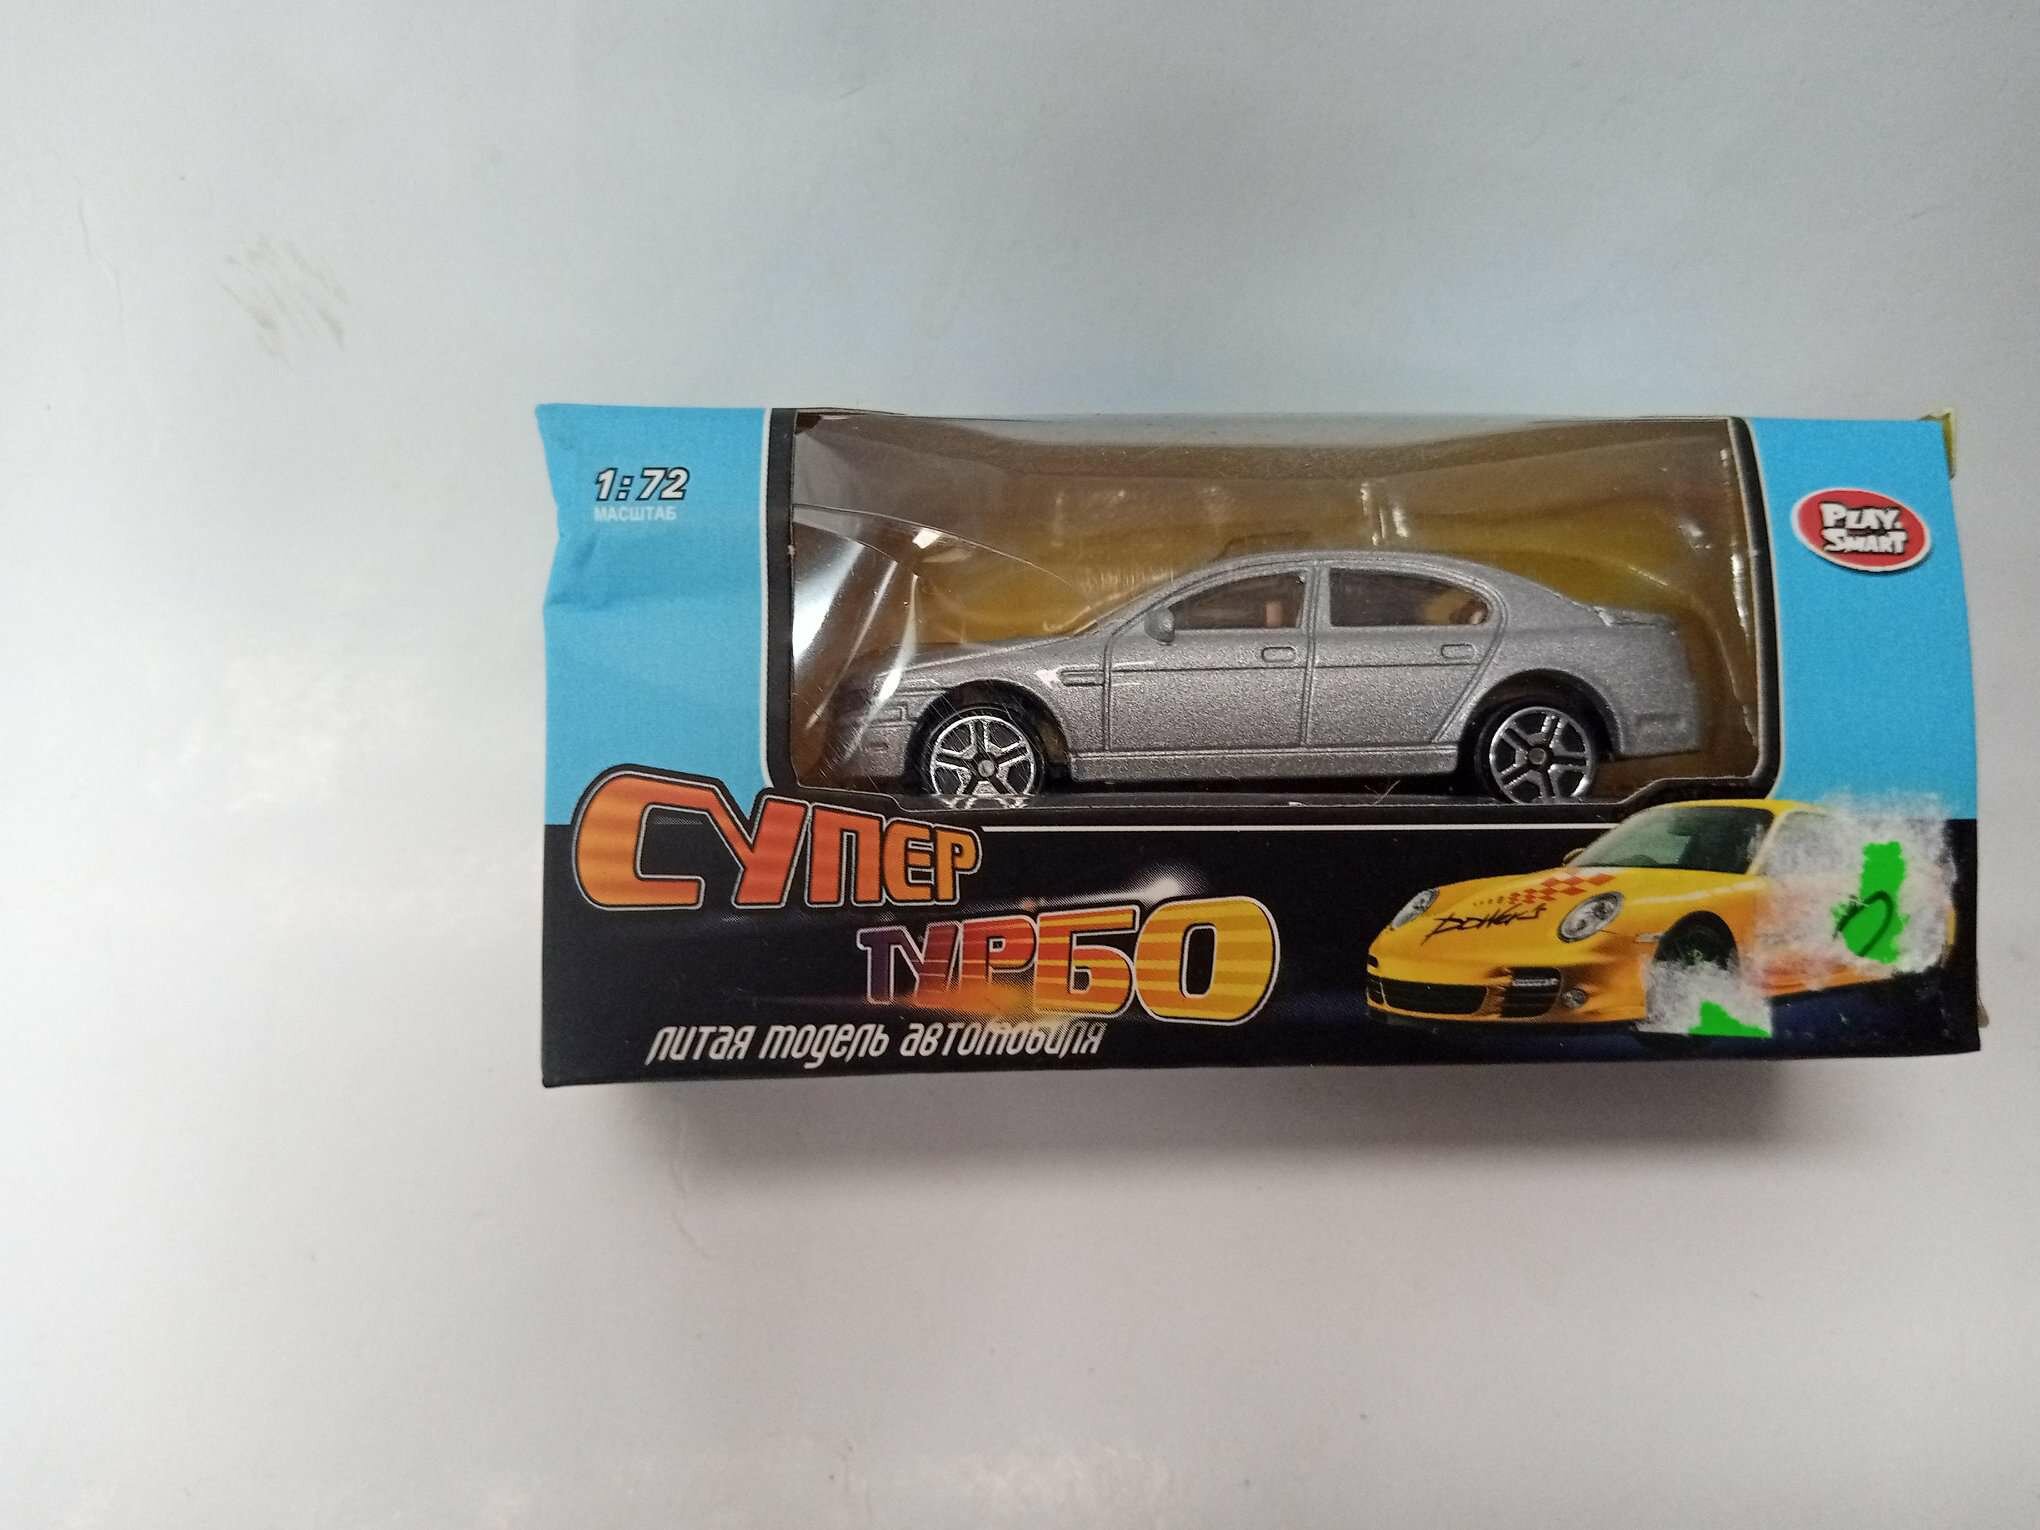 1:72
МАСШТАБ
PLAY
SMART
СУПЕР
ТУРБО
литая модель автомобиля